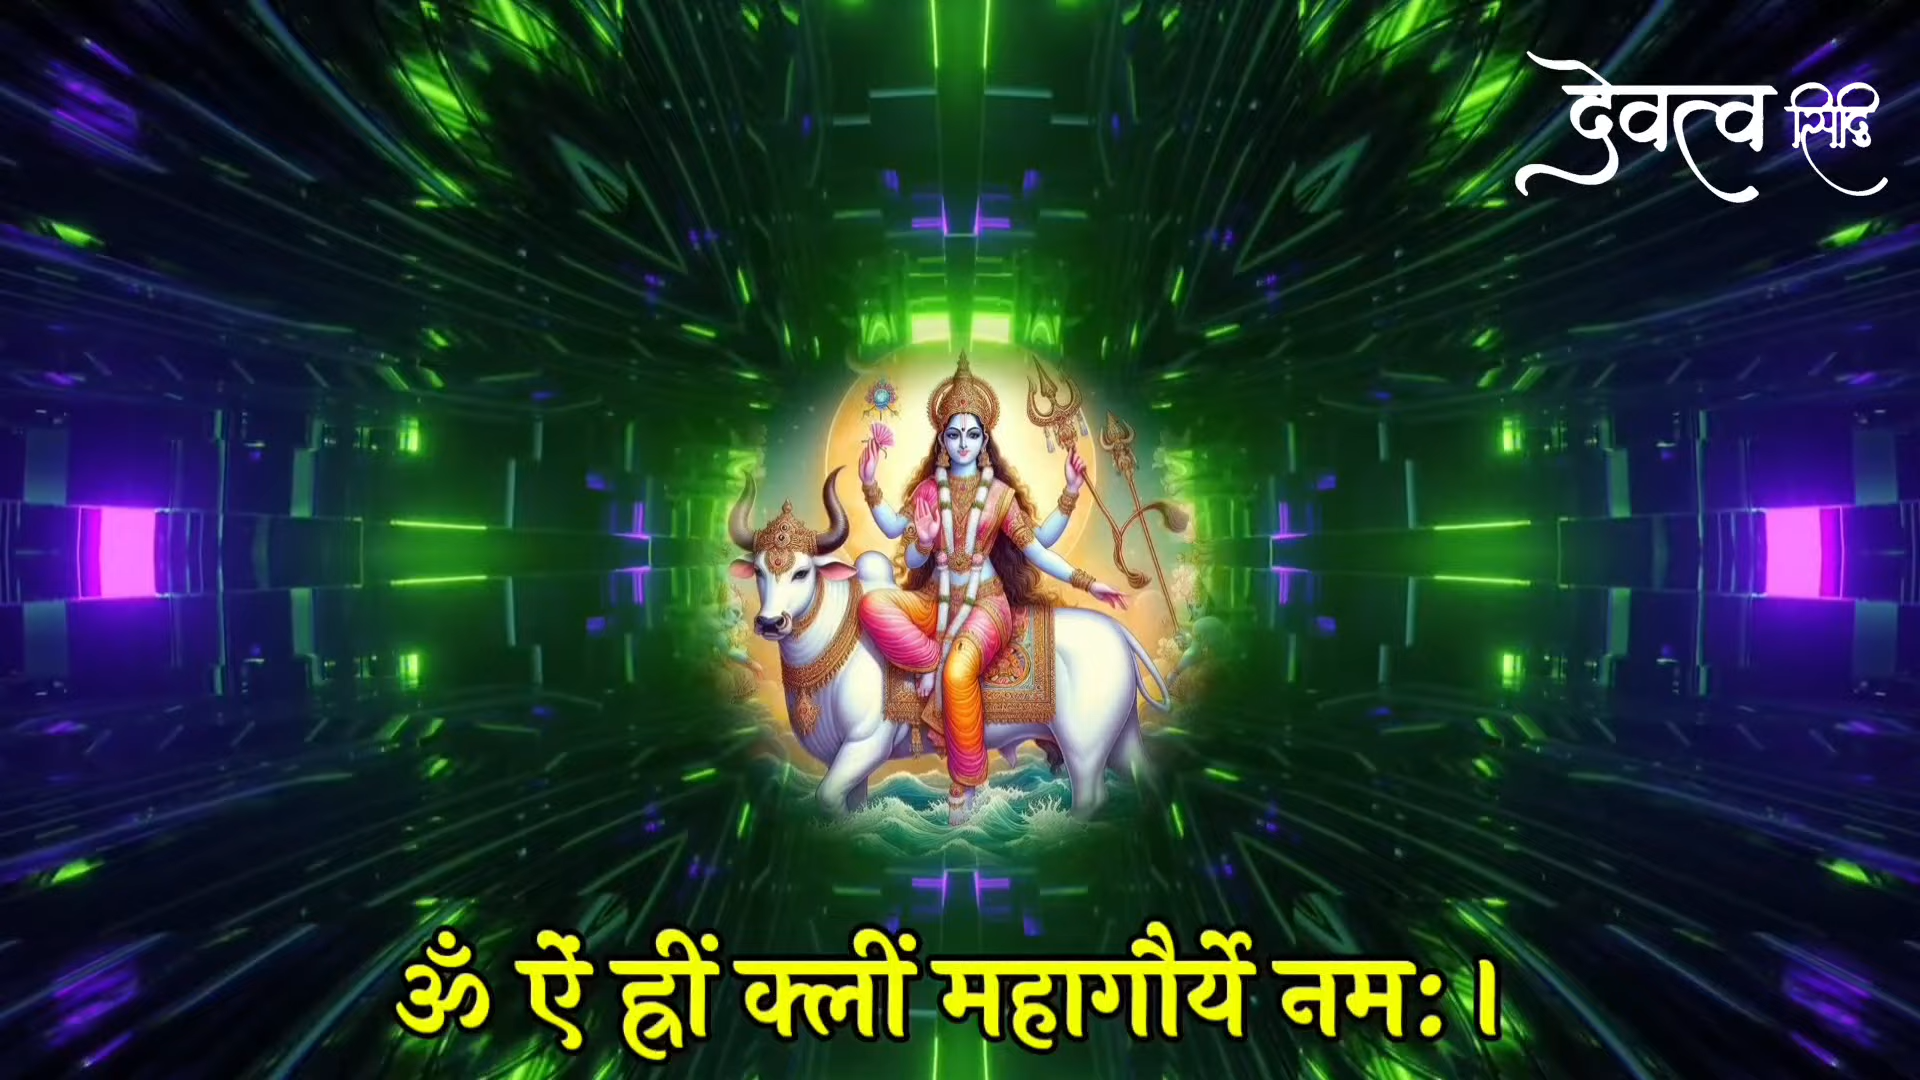 देवत्व सिद्धि
ॐ ऐं ह्रीं क्लीं महागौर्ये नमः।